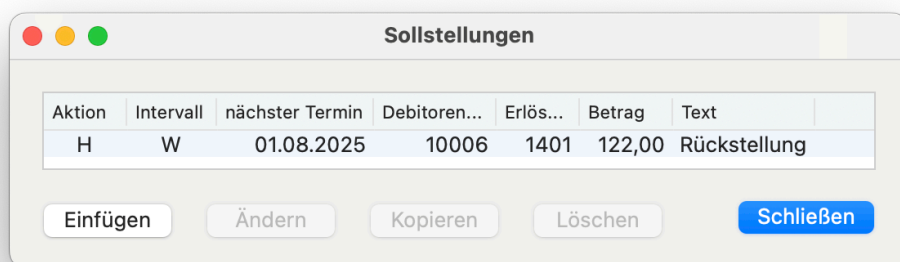 Sollstellungen
Aktion Intervall nächster Termin Debitoren... Erlös... Betrag Text
H W 01.08.2025 10006 1401 122,00 Rückstellung
Einfügen Ändern Kopieren Löschen Schließen